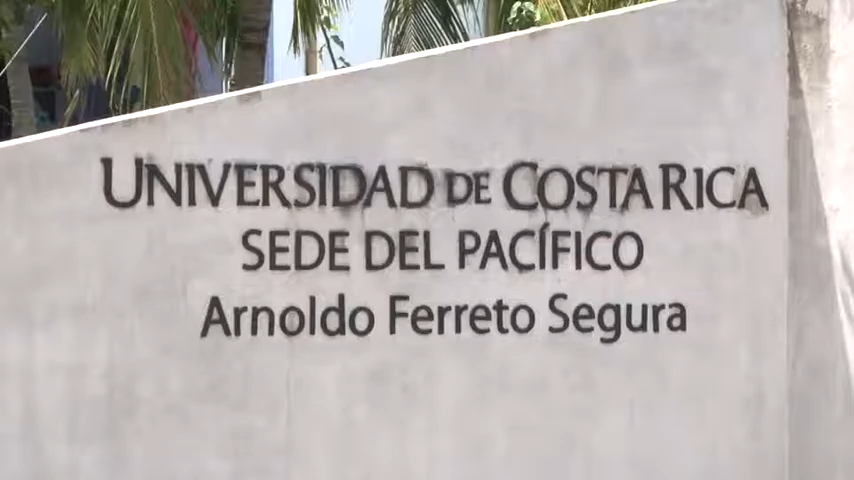 UNIVERSIDAD DE COSTA RICA
SEDE DEL PACÍFICO
Arnoldo Ferreto Segura